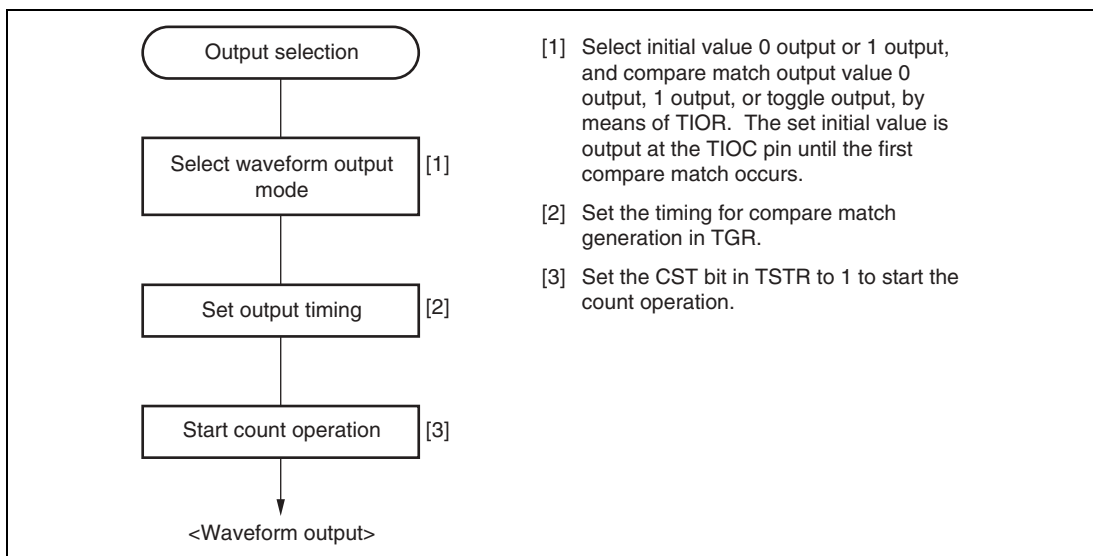 Output selection
Select waveform output
mode
[1]
Set output timing
[2]
Start count operation
[3]
<Waveform output>
[1] Select initial value 0 output or 1 output,
and compare match output value 0
output, 1 output, or toggle output, by
means of TIOR. The set initial value is
output at the TIOC pin until the first
compare match occurs.
[2] Set the timing for compare match
generation in TGR.
[3] Set the CST bit in TSTR to 1 to start the
count operation.